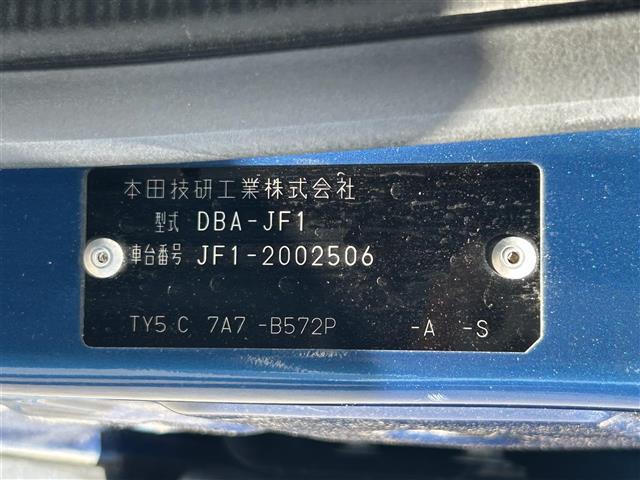 本田技研工業株式会社
型式 DBA-JF1
車台番号 JF1-2002506
TY5 C 7A7 -B572P -A -S